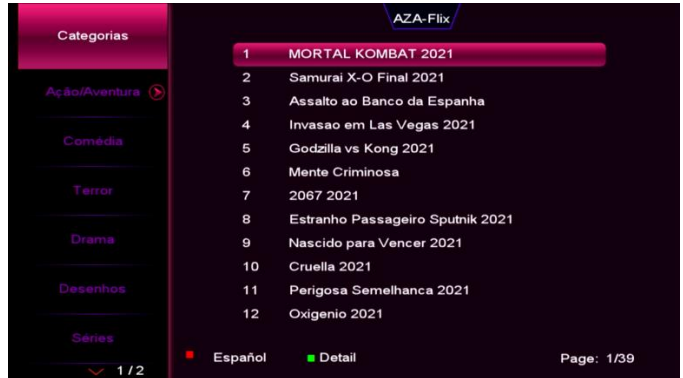 AZA-Flix
Categorias
Ação/Aventura
Comédia
Terror
Drama
Desenhos
Séries
1/2
1 MORTAL KOMBAT 2021
2 Samurai X-O Final 2021
3 Assalto ao Banco da Espanha
4 Invasao em Las Vegas 2021
5 Godzilla vs Kong 2021
6 Mente Criminosa
7 2067 2021
8 Estranho Passageiro Sputnik 2021
9 Nascido para Vencer 2021
10 Cruella 2021
11 Perigosa Semelhanca 2021
12 Oxigenio 2021
Español Detail Page: 1/39